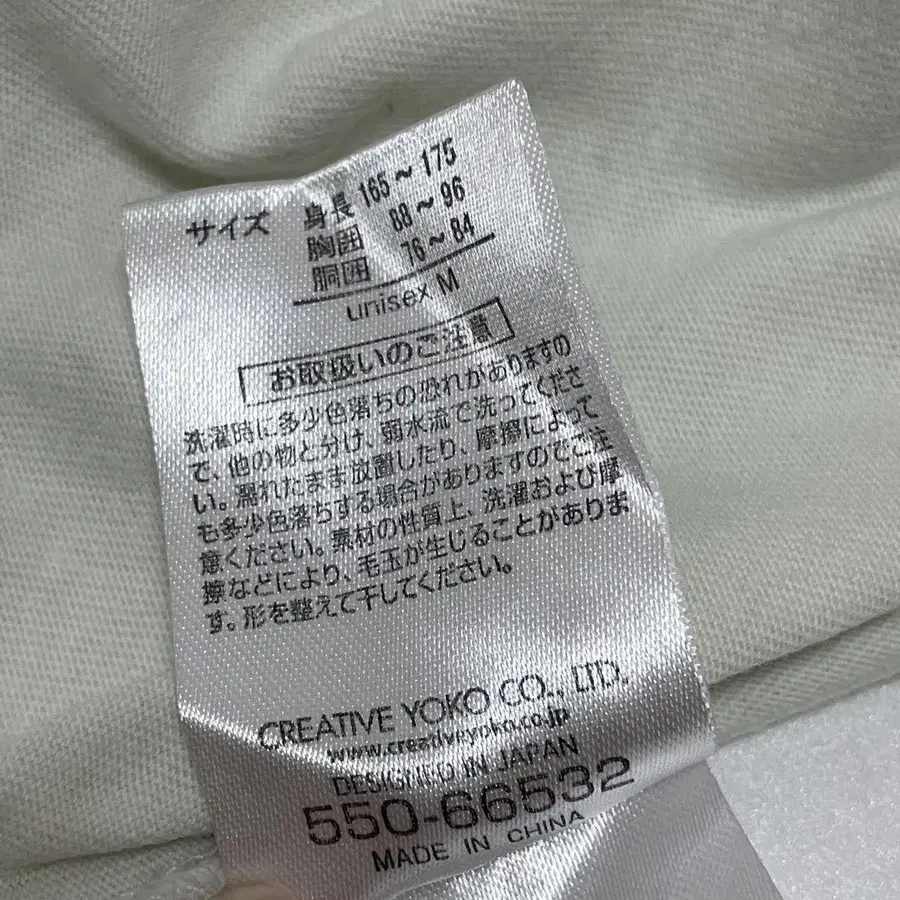 サイズ 身長 165～175
胸囲 88～96
胴囲 76～84
unisex M
お取扱いのご注意
洗濯時に多少色落ちの恐れがありますの
で、他の物と分け、弱水流で洗ってくださ
い。濡れたまま放置したり、摩擦によって
も多少色落ちする場合がありますのでご注
意ください。素材の性質上、洗濯および摩
擦などにより、毛玉が生じることがありま
す。形を整えて干してください。
CREATIVE YOKO CO., LTD.
www.creativeyoko.co.jp
DESIGNED IN JAPAN
550-66532
MADE IN CHINA